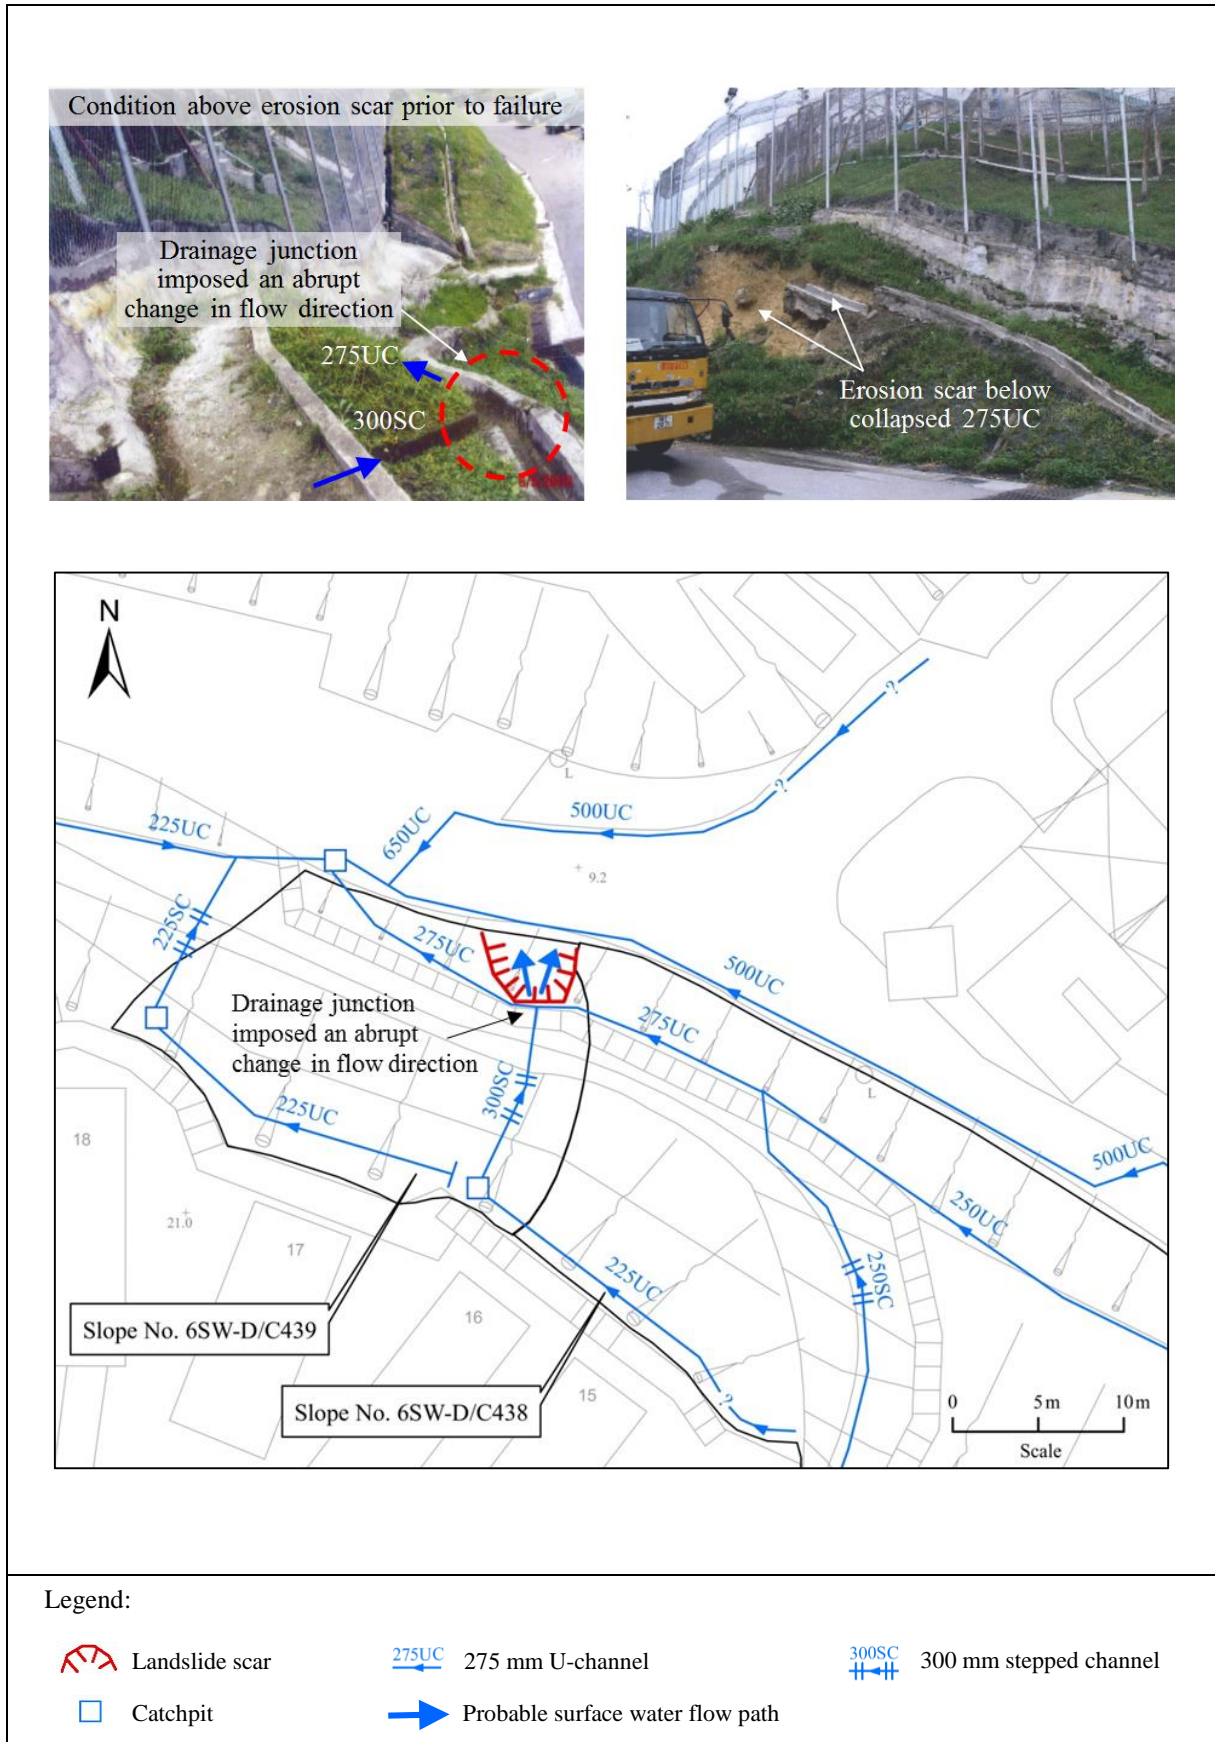 Condition above erosion scar prior to failure
Drainage junction
imposed an abrupt
change in flow direction
275UC
300SC
Erosion scar below
collapsed 275UC
N
500UC
650UC
225UC
L
9.2
225SC
275UC
500UC
Drainage junction
imposed an abrupt
change in flow direction
275UC
300SC
L
225UC
500UC
18
250UC
21.0
17
225UC
250SC
Slope No. 6SW-D/C439
16
15
Slope No. 6SW-D/C438
?
?
?
0 5 m 10 m
Scale
Legend:
Landslide scar
275UC 275 mm U-channel
300SC 300 mm stepped channel
Catchpit
Probable surface water flow path